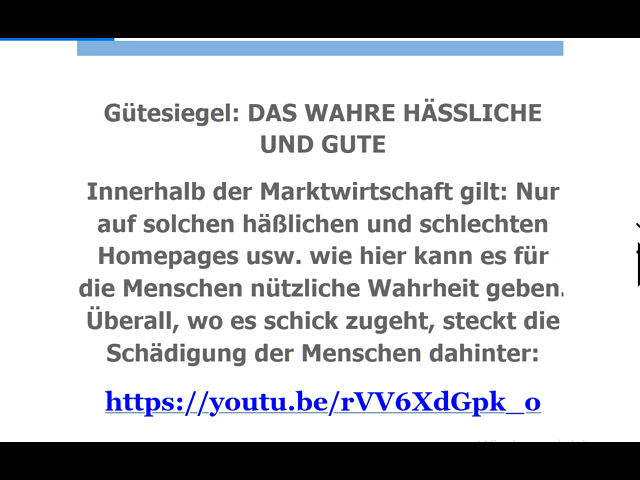 Gütesiegel: DAS WAHRE HÄSSLICHE
UND GUTE
Innerhalb der Marktwirtschaft gilt: Nur
auf solchen häßlichen und schlechten
Homepages usw. wie hier kann es für
die Menschen nützliche Wahrheit geben.
Überall, wo es schick zugeht, steckt die
Schädigung der Menschen dahinter:
https://youtu.be/rVV6XdGpk_o